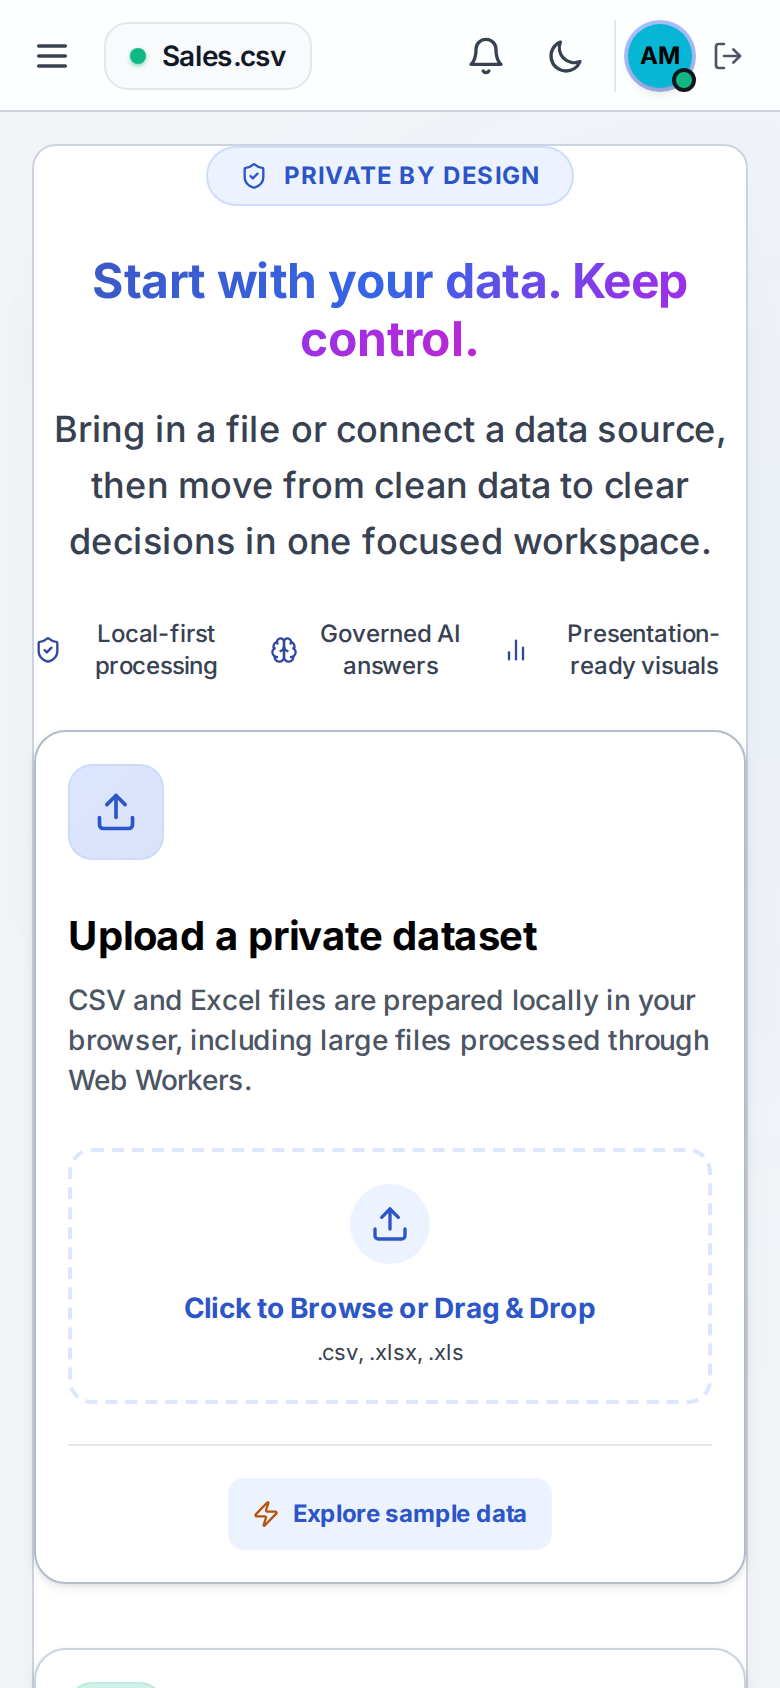 Sales.csv
AM
PRIVATE BY DESIGN
Start with your data. Keep
control.
Bring in a file or connect a data source,
then move from clean data to clear
decisions in one focused workspace.
Local-first
processing
Governed AI
answers
Presentation-
ready visuals
Upload a private dataset
CSV and Excel files are prepared locally in your
browser, including large files processed through
Web Workers.
Click to Browse or Drag & Drop
.csv, .xlsx, .xls
Explore sample data